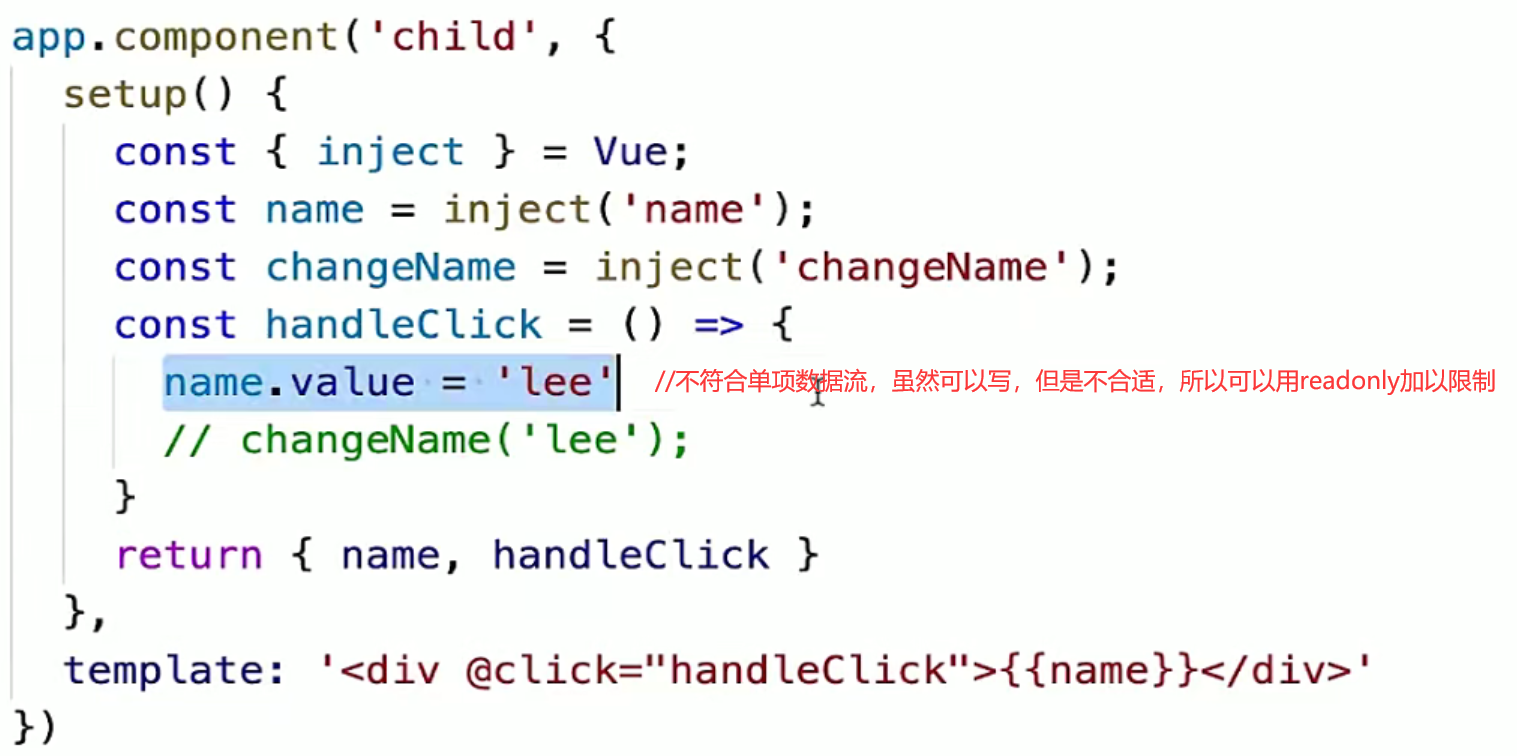 app.component('child', {
setup() {
const { inject } = Vue;
const name = inject('name');
const changeName = inject('changeName');
const handleClick = () => {
name.value = 'lee' //不符合单项数据流，虽然可以写，但是不合适，所以可以用readonly加以限制
// changeName('lee');
}
return { name, handleClick }
},
template: '<div @click="handleClick">{{name}}</div>'
})